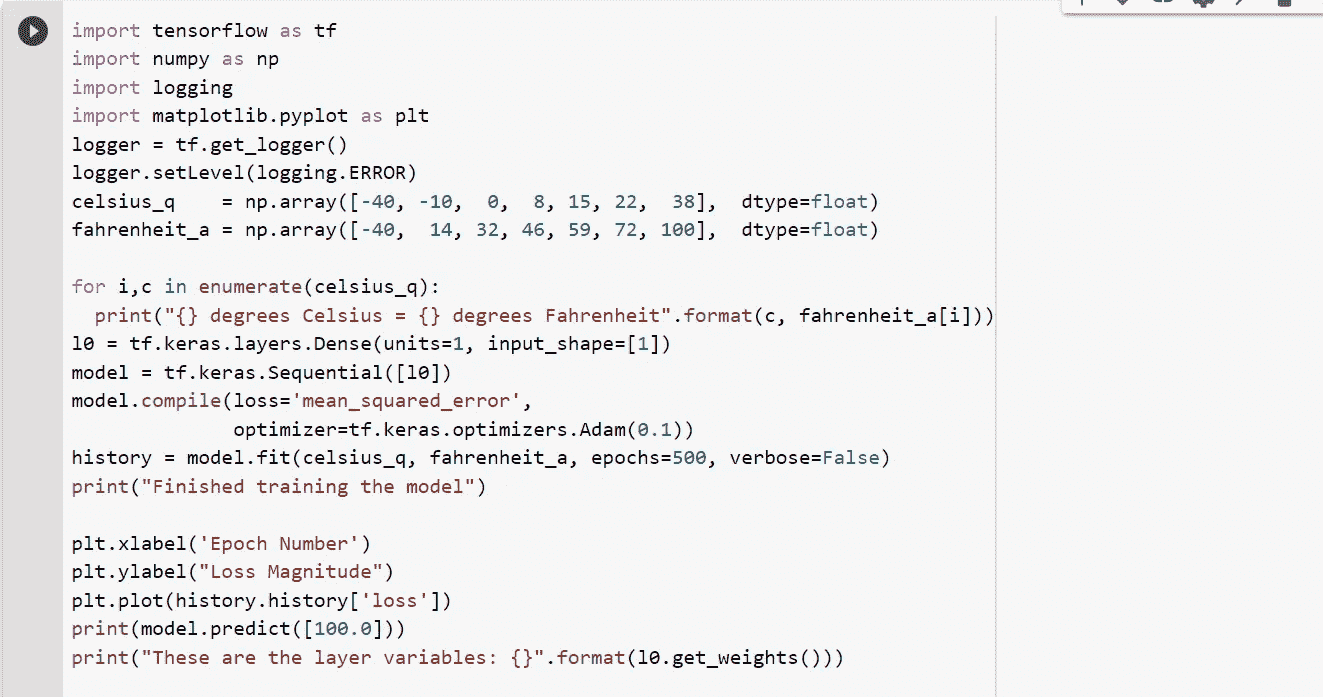 import tensorflow as tf
import numpy as np
import logging
import matplotlib.pyplot as plt
logger = tf.get_logger()
logger.setLevel(logging.ERROR)
celsius_q    = np.array([-40, -10,  0,  8, 15, 22,  38],  dtype=float)
fahrenheit_a = np.array([-40,  14, 32, 46, 59, 72, 100],  dtype=float)

for i,c in enumerate(celsius_q):
  print("{} degrees Celsius = {} degrees Fahrenheit".format(c, fahrenheit_a[i]))
l0 = tf.keras.layers.Dense(units=1, input_shape=[1])
model = tf.keras.Sequential([l0])
model.compile(loss='mean_squared_error',
              optimizer=tf.keras.optimizers.Adam(0.1))
history = model.fit(celsius_q, fahrenheit_a, epochs=500, verbose=False)
print("Finished training the model")

plt.xlabel('Epoch Number')
plt.ylabel("Loss Magnitude")
plt.plot(history.history['loss'])
print(model.predict([100.0]))
print("These are the layer variables: {}".format(l0.get_weights()))